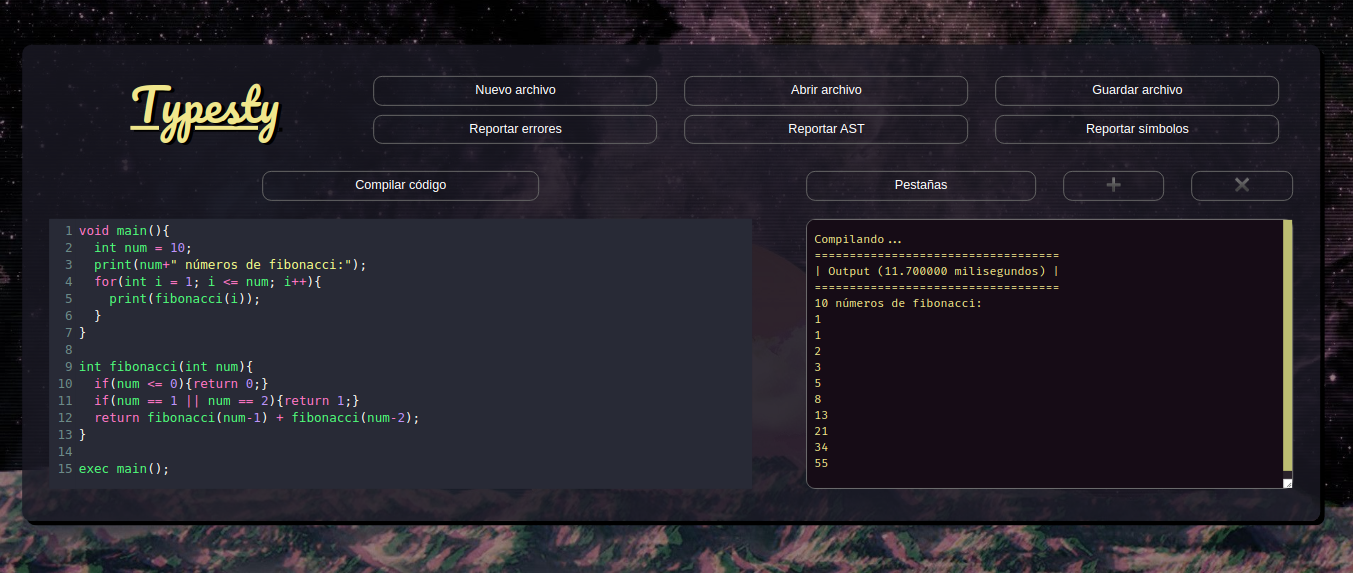 Typesty
Nuevo archivo
Abrir archivo
Guardar archivo
Reportar errores
Reportar AST
Reportar símbolos
Compilar código
Pestañas
1 void main(){
2   int num = 10;
3   print(num+" números de fibonacci:");
4   for(int i = 1; i <= num; i++){
5     print(fibonacci(i));
6   }
7 }
8
9 int fibonacci(int num){
10   if(num <= 0){return 0;}
11   if(num == 1 || num == 2){return 1;}
12   return fibonacci(num-1) + fibonacci(num-2);
13 }
14
15 exec main();
Compilando...
===================================
| Output (11.700000 milisegundos) |
===================================
10 números de fibonacci:
1
1
2
3
5
8
13
21
34
55